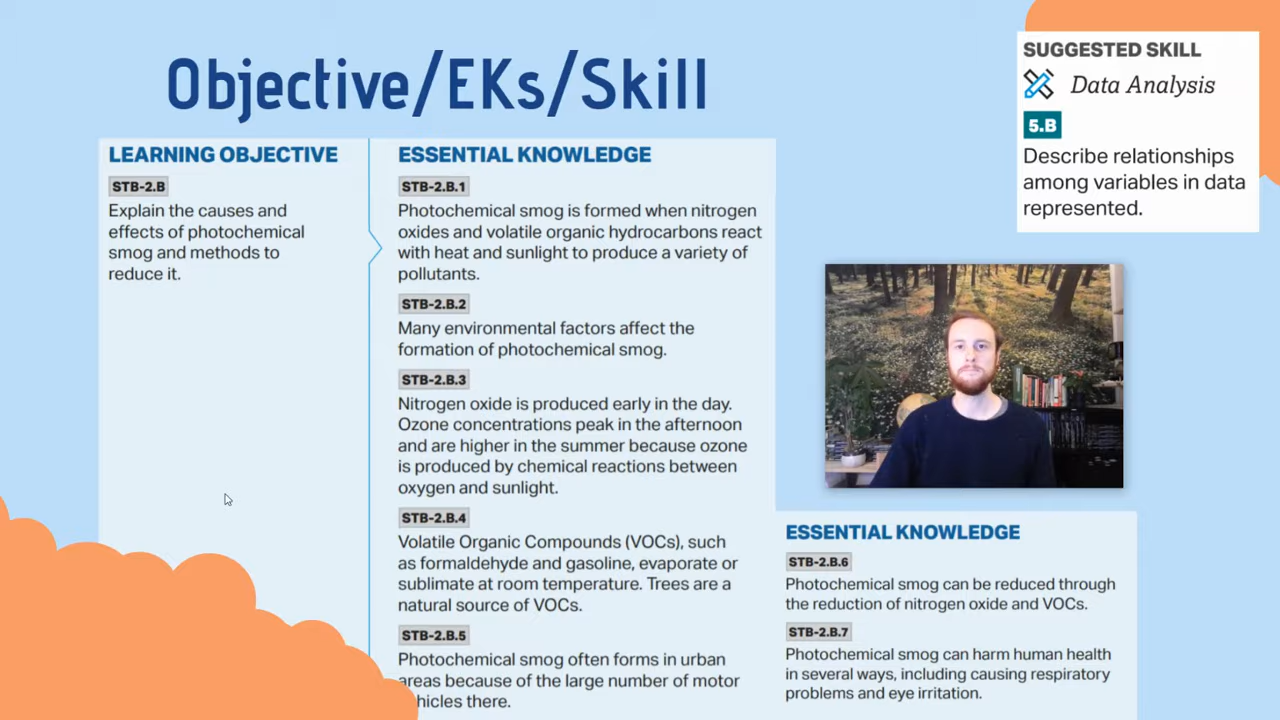 Objective/EKs/Skill
SUGGESTED SKILL
Data Analysis
5.B
Describe relationships
among variables in data
represented.
LEARNING OBJECTIVE
STB-2.B
Explain the causes and
effects of photochemical
smog and methods to
reduce it.
ESSENTIAL KNOWLEDGE
STB-2.B.1
Photochemical smog is formed when nitrogen
oxides and volatile organic hydrocarbons react
with heat and sunlight to produce a variety of
pollutants.
STB-2.B.2
Many environmental factors affect the
formation of photochemical smog.
STB-2.B.3
Nitrogen oxide is produced early in the day.
Ozone concentrations peak in the afternoon
and are higher in the summer because ozone
is produced by chemical reactions between
oxygen and sunlight.
STB-2.B.4
Volatile Organic Compounds (VOCs), such
as formaldehyde and gasoline, evaporate or
sublimate at room temperature. Trees are a
natural source of VOCs.
STB-2.B.5
Photochemical smog often forms in urban
areas because of the large number of motor
hicles there.
ESSENTIAL KNOWLEDGE
STB-2.B.6
Photochemical smog can be reduced through
the reduction of nitrogen oxide and VOCs.
STB-2.B.7
Photochemical smog can harm human health
in several ways, including causing respiratory
problems and eye irritation.